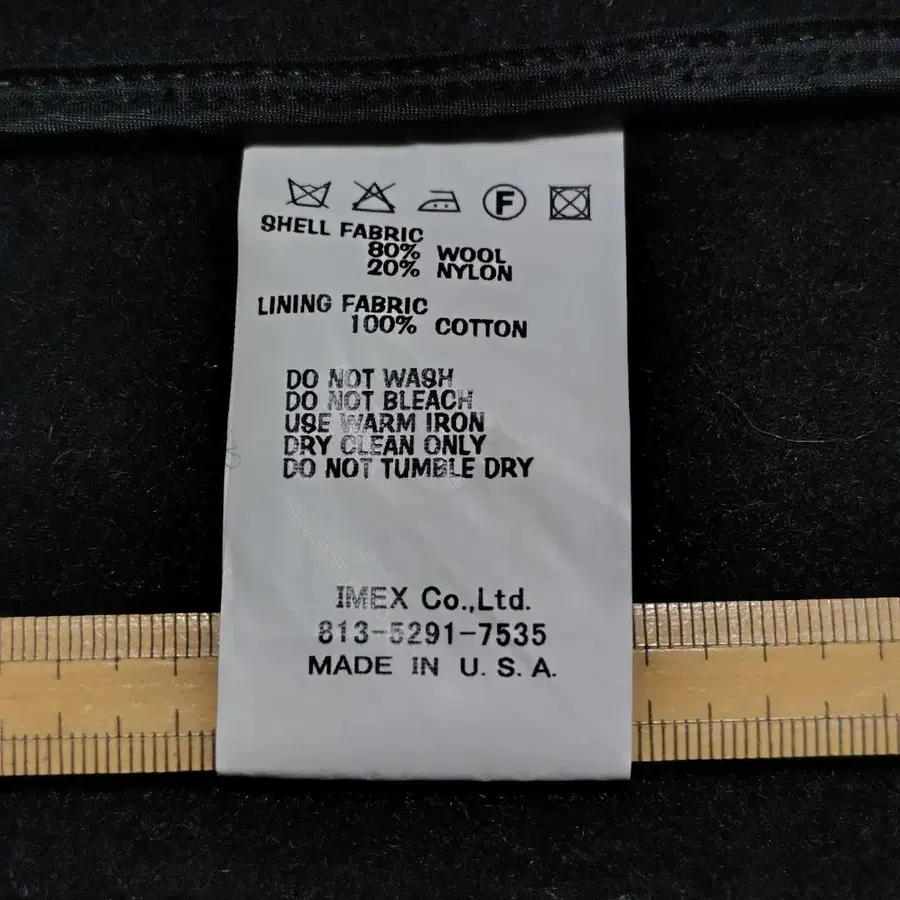 F
SHELL FABRIC
80% WOOL
20% NYLON
LINING FABRIC
100% COTTON
DO NOT WASH
DO NOT BLEACH
USE WARM IRON
DRY CLEAN ONLY
DO NOT TUMBLE DRY
IMEX Co.,Ltd.
813-5291-7535
MADE IN U.S.A.